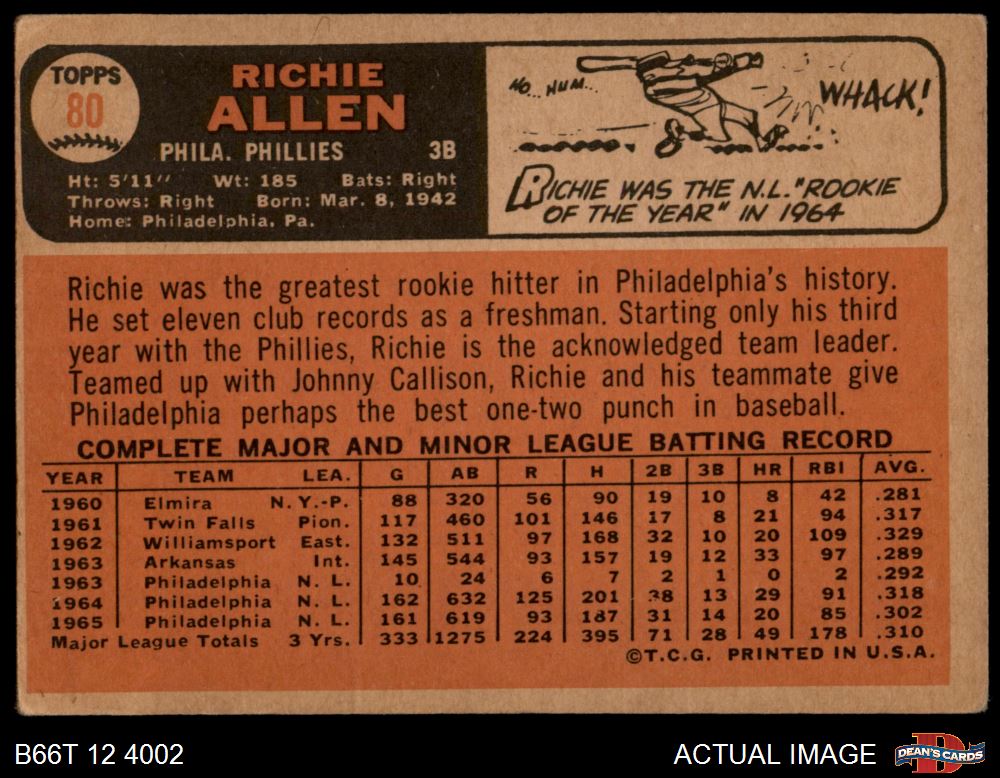 TOPPS
80
RICHIE
ALLEN
PHILA. PHILLIES 3B
Ht: 5'11" Wt: 185 Bats: Right
Throws: Right Born: Mar. 8, 1942
Home: Philadelphia, Pa.
HO... HUM...
WHACK!
RICHIE WAS THE N.L. "ROOKIE
OF THE YEAR" IN 1964
Richie was the greatest rookie hitter in Philadelphia's history.
He set eleven club records as a freshman. Starting only his third
year with the Phillies, Richie is the acknowledged team leader.
Teamed up with Johnny Callison, Richie and his teammate give
Philadelphia perhaps the best one-two punch in baseball.
COMPLETE MAJOR AND MINOR LEAGUE BATTING RECORD
YEAR TEAM LEA. G AB R H 2B 3B HR RBI AVG.
1960 Elmira N.Y.-P. 88 320 56 90 19 10 8 42 .281
1961 Twin Falls Pion. 117 460 101 146 17 8 21 94 .317
1962 Williamsport East. 132 511 97 168 32 10 20 109 .329
1963 Arkansas Int. 145 544 93 157 19 12 33 97 .289
1963 Philadelphia N. L. 10 24 6 7 2 1 0 2 .292
1964 Philadelphia N. L. 162 632 125 201 38 13 29 91 .318
1965 Philadelphia N. L. 161 619 93 187 31 14 20 85 .302
Major League Totals 3 Yrs. 333 1275 224 395 71 28 49 178 .310
©T.C.G. PRINTED IN U.S.A.
B66T 12 4002
ACTUAL IMAGE
DEAN'S CARDS